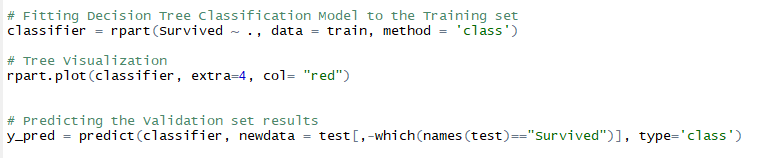 # Fitting Decision Tree Classification Model to the Training set
classifier = rpart(Survived ~ ., data = train, method = 'class')
# Tree Visualization
rpart.plot(classifier, extra=4, col= "red")
# Predicting the Validation set results
y_pred = predict(classifier, newdata = test[,-which(names(test)=="Survived")], type='class')